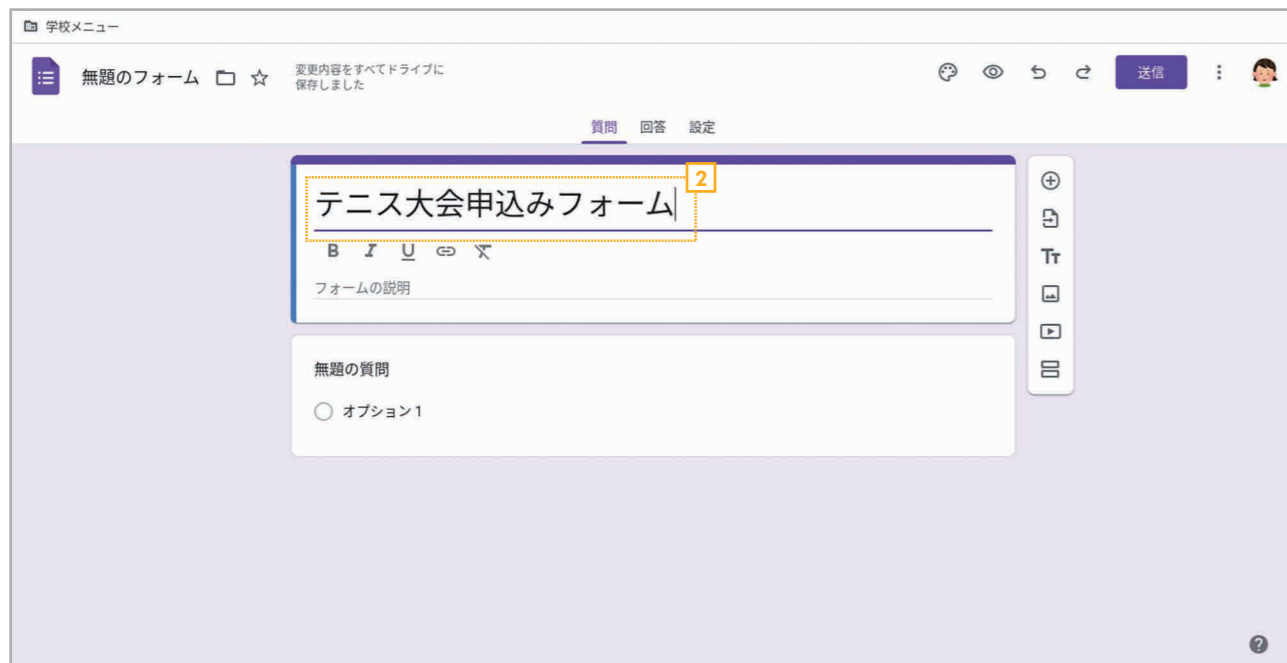 学校メニュー
無題のフォーム
変更内容をすべてドライブに
保存しました
送信
質問 回答 設定
2
テニス大会申込みフォーム
B I U
フォームの説明
Tт
無題の質問
オプション 1